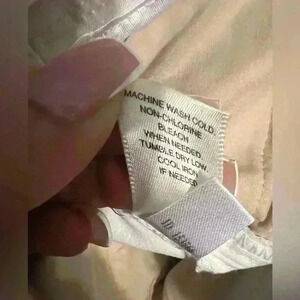 MACHINE WASH COLD
NON-CHLORINE
BLEACH
WHEN NEEDED
TUMBLE DRY LOW
COOL IRON
IF NEEDED